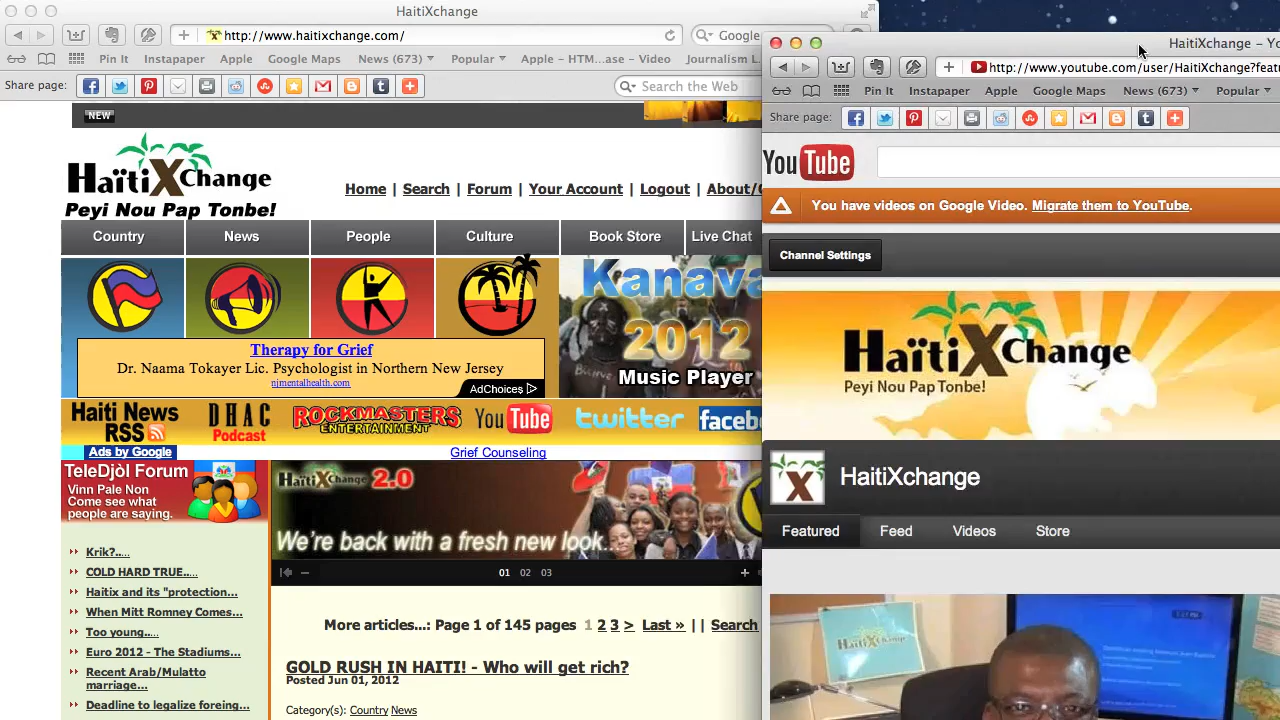 HaitiXchange
http://www.haitixchange.com/
Google
Pin It Instapaper Apple Google Maps News (673) Popular Apple - HTM...ase - Video Journalism L
Share page:
Search the Web
NEW
HaïtiXchange
Peyi Nou Pap Tonbe!
Home | Search | Forum | Your Account | Logout | About/
Country News People Culture Book Store Live Chat
Kanava
2012
Music Player
Therapy for Grief
Dr. Naama Tokayer Lic. Psychologist in Northern New Jersey
njmentalhealth.com
AdChoices
Haiti News
RSS
DHAC
Podcast
ROCKMASTERS
ENTERTAINMENT
YouTube
twitter
faceb
Ads by Google
Grief Counseling
TeleDjòl Forum
Vinn Pale Non
Come see what
people are saying.
HaïtiXchange 2.0
We're back with a fresh new look...
01 02 03
Krik?.....
COLD HARD TRUE.....
Haitix and its "protection...
When Mitt Romney Comes...
Too young.....
Euro 2012 - The Stadiums...
Recent Arab/Mulatto
marriage...
Deadline to legalize foreing...
More articles...: Page 1 of 145 pages 1 2 3 > Last » || Search
GOLD RUSH IN HAITI! - Who will get rich?
Posted Jun 01, 2012
Category(s): Country News
HaitiXchange - Yo
http://www.youtube.com/user/HaitiXchange?featu
Pin It Instapaper Apple Google Maps News (673) Popular
Share page:
YouTube
You have videos on Google Video. Migrate them to YouTube.
Channel Settings
HaïtiXchange
Peyi Nou Pap Tonbe!
X
HaitiXchange
Featured Feed Videos Store
HaïtiXchange